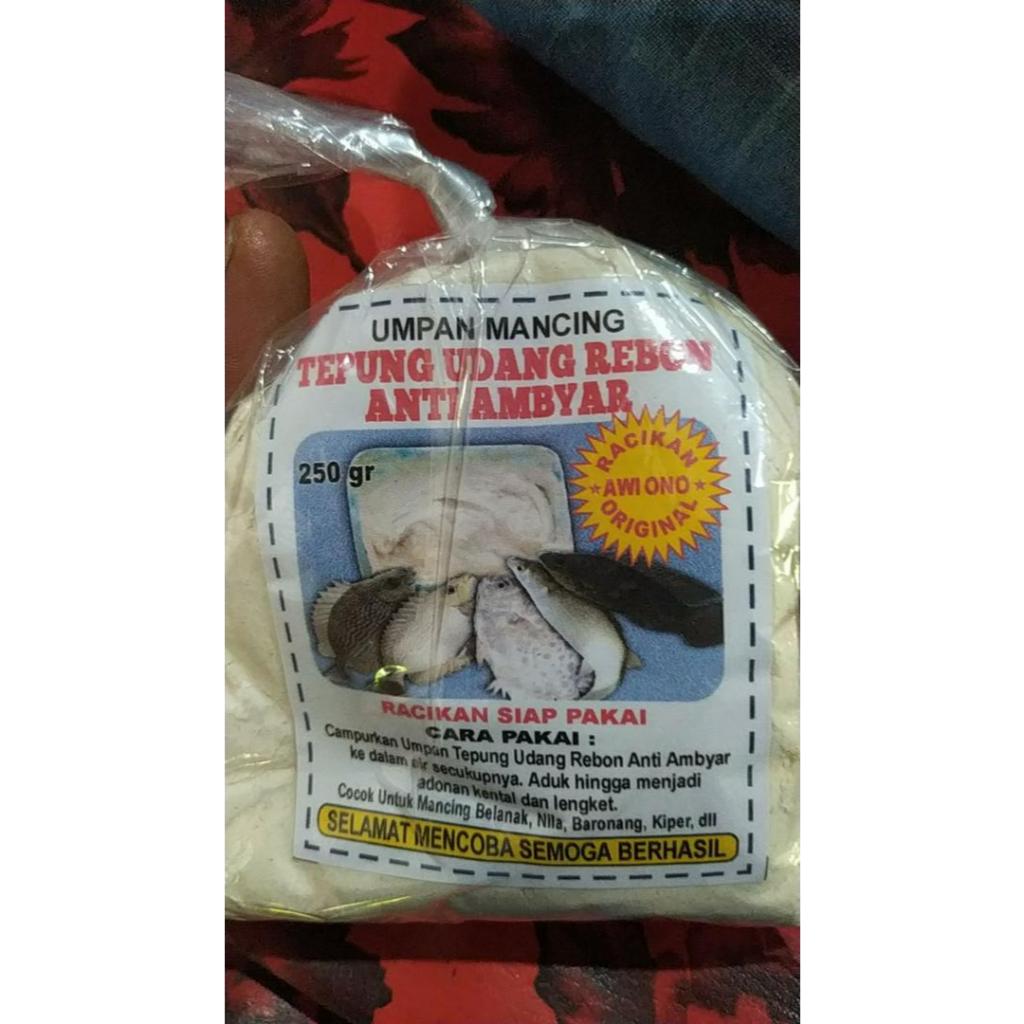 UMPAN MANCING
TEPUNG UDANG REBON
ANTI AMBYAR
250 gr
RACIKAN
AWI ONO
ORIGINAL
RACIKAN SIAP PAKAI
CARA PAKAI :
Campurkan Umpan Tepung Udang Rebon Anti Ambyar
ke dalam air secukupnya. Aduk hingga menjadi
adonan kental dan lengket.
Cocok Untuk Mancing Belanak, Nila, Baronang, Kiper, dll
SELAMAT MENCOBA SEMOGA BERHASIL